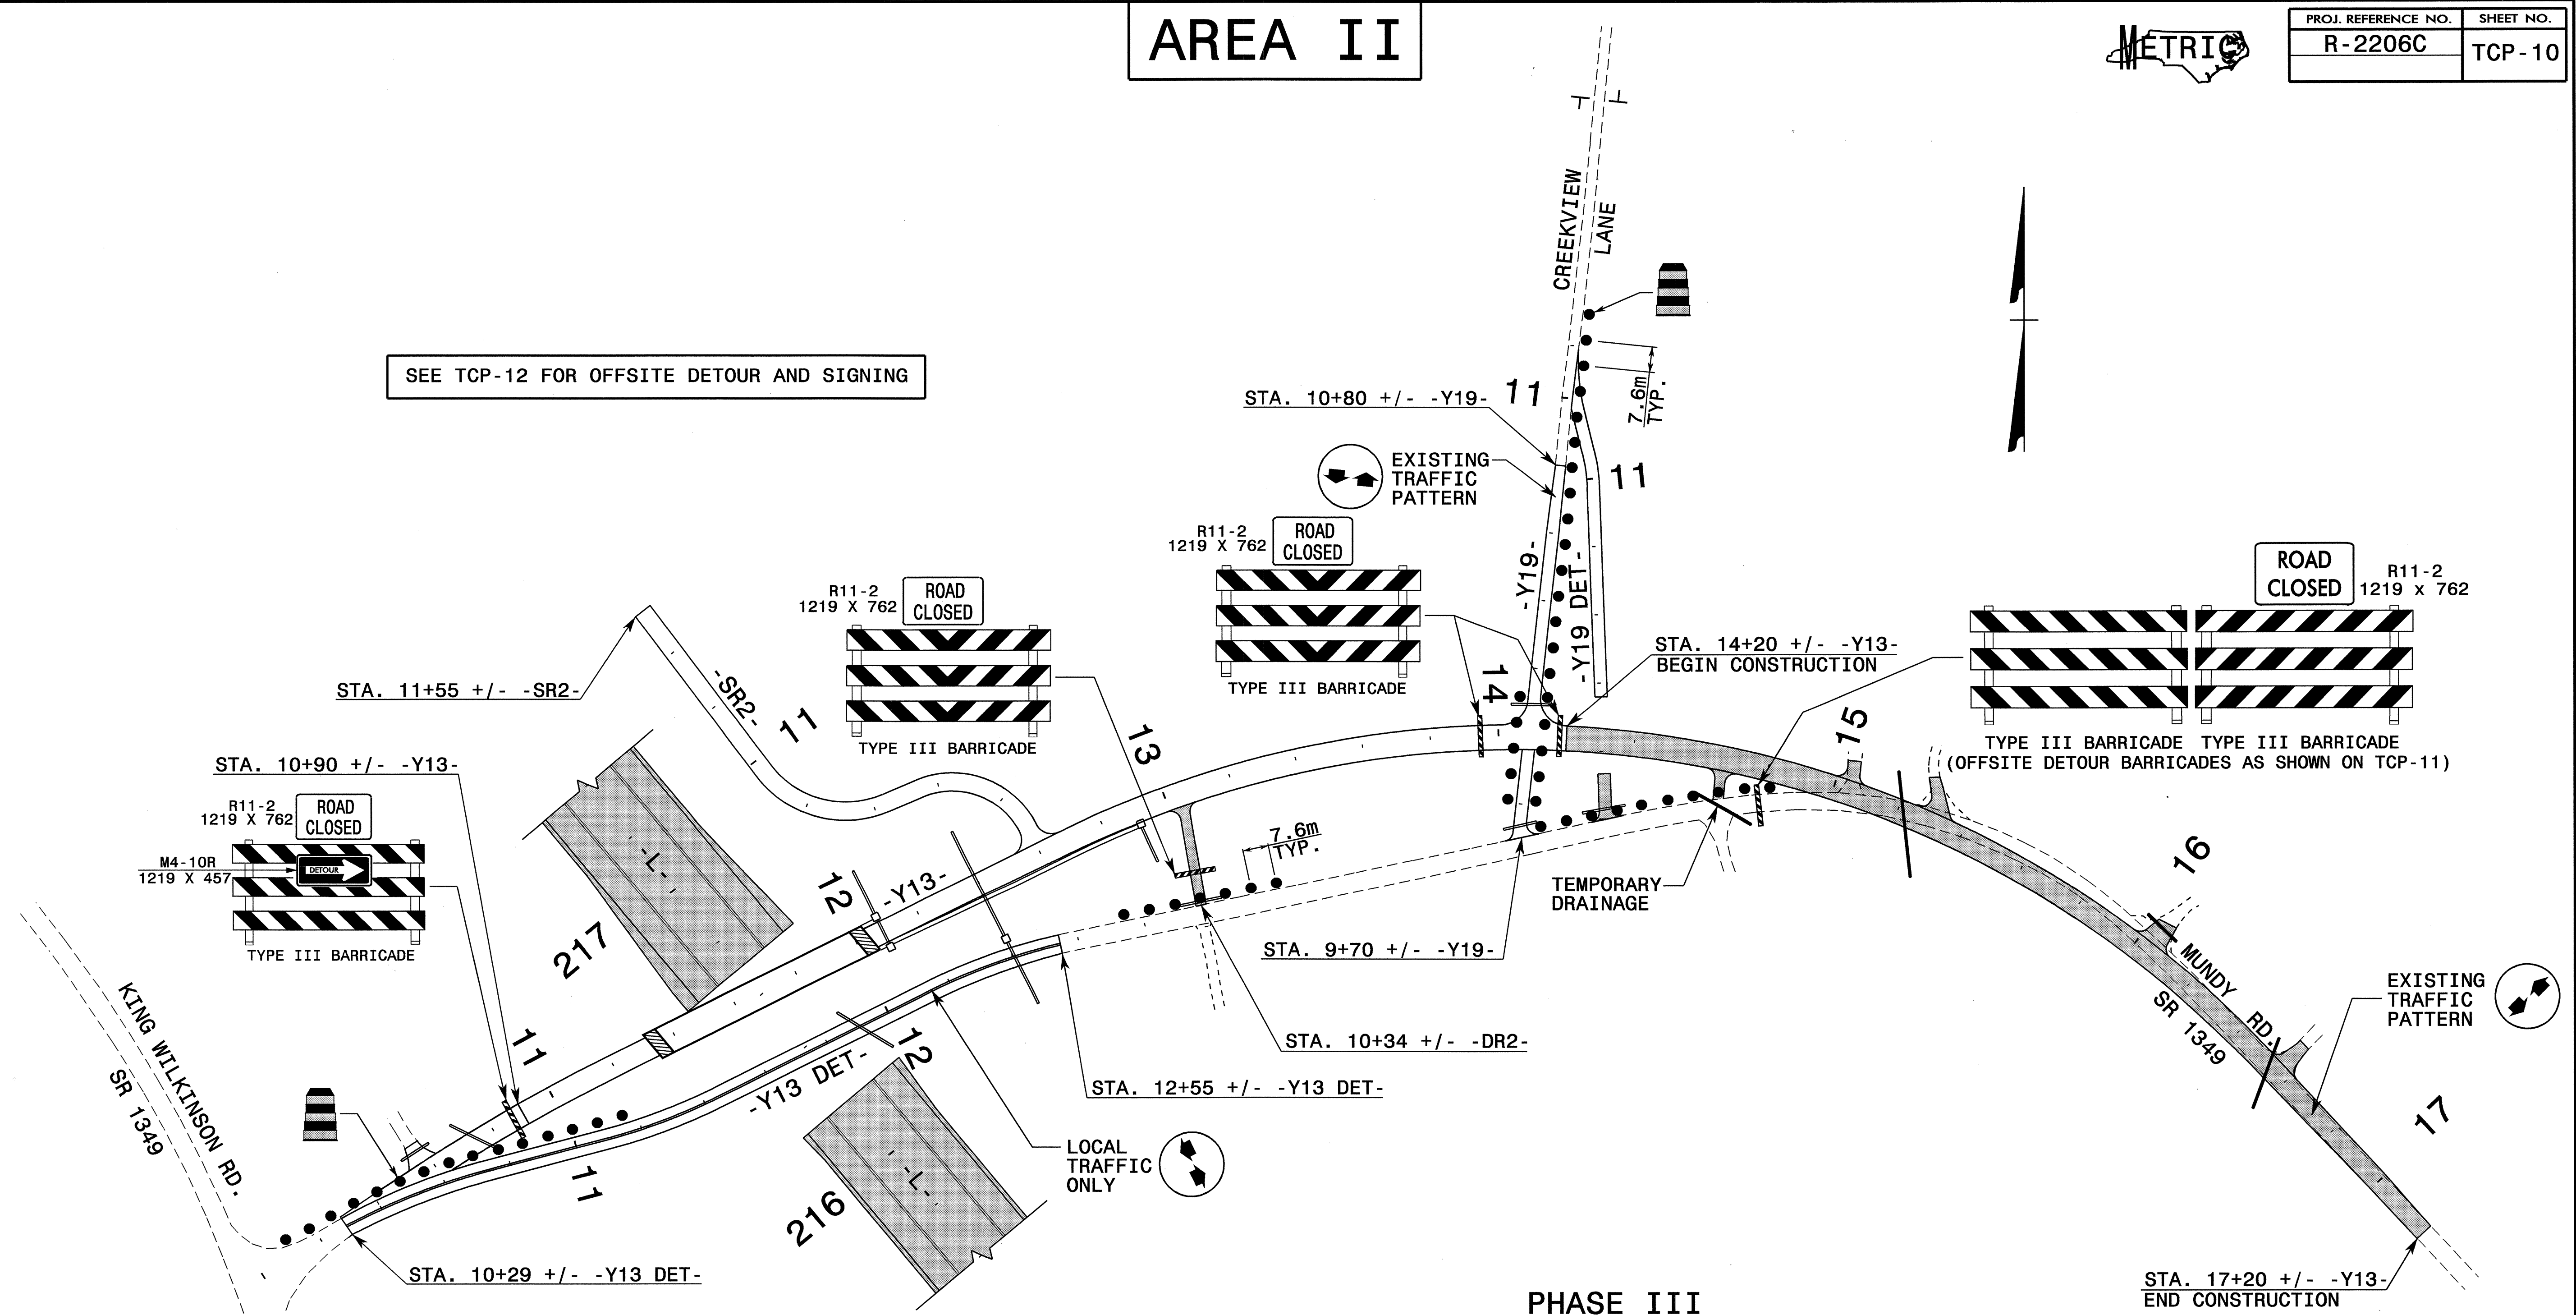 AREA II
METRIC
PROJ. REFERENCE NO.
SHEET NO.
R-2206C
TCP-10
SEE TCP-12 FOR OFFSITE DETOUR AND SIGNING
CREEKVIEW
LANE
7.6m
TYP.
STA. 10+80 +/- -Y19-
11
EXISTING
TRAFFIC
PATTERN
11
-Y19-
-Y19 DET-
R11-2
1219 X 762
ROAD
CLOSED
TYPE III BARRICADE
R11-2
1219 X 762
ROAD
CLOSED
TYPE III BARRICADE
ROAD
CLOSED
R11-2
1219 X 762
TYPE III BARRICADE
TYPE III BARRICADE
(OFFSITE DETOUR BARRICADES AS SHOWN ON TCP-11)
STA. 14+20 +/- -Y13-
BEGIN CONSTRUCTION
STA. 11+55 +/- -SR2-
-SR2-
11
13
14
15
16
17
STA. 10+90 +/- -Y13-
R11-2
1219 X 762
ROAD
CLOSED
M4-10R
1219 X 457
DETOUR
TYPE III BARRICADE
-L-
217
12
-Y13-
7.6m
TYP.
TEMPORARY
DRAINAGE
STA. 9+70 +/- -Y19-
STA. 10+34 +/- -DR2-
STA. 12+55 +/- -Y13 DET-
11
12
-Y13 DET-
11
-L-
216
LOCAL
TRAFFIC
ONLY
KING WILKINSON RD.
SR 1349
MUNDY RD.
SR 1349
EXISTING
TRAFFIC
PATTERN
STA. 10+29 +/- -Y13 DET-
STA. 17+20 +/- -Y13-
END CONSTRUCTION
PHASE III